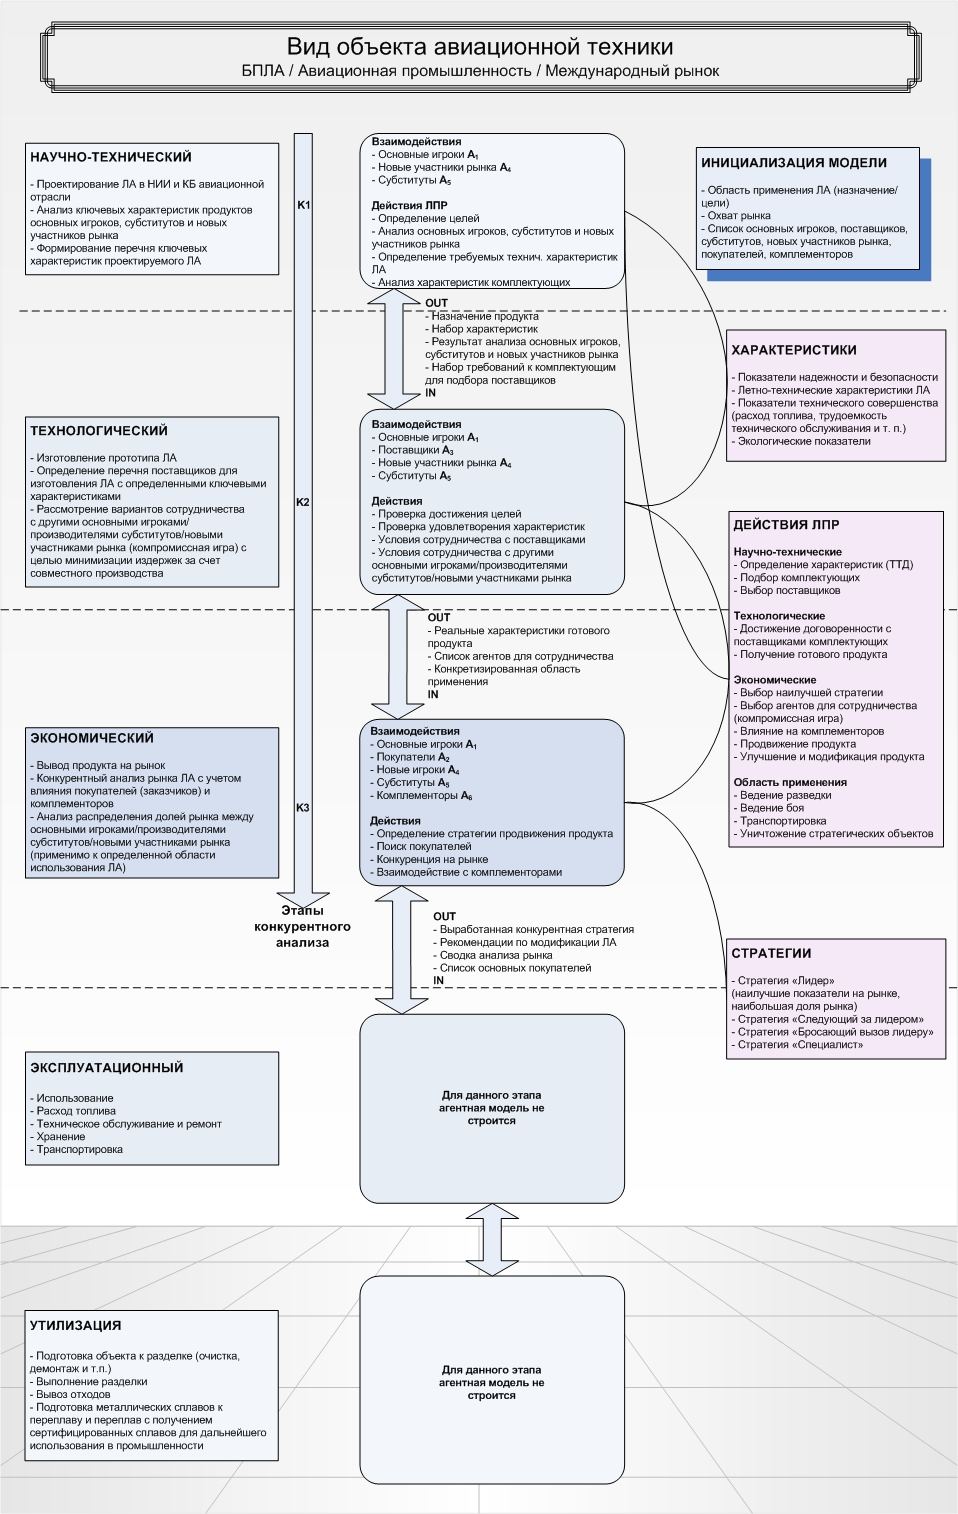 Вид объекта авиационной техники
БПЛА / Авиационная промышленность / Международный рынок
НАУЧНО-ТЕХНИЧЕСКИЙ
- Проектирование ЛА в НИИ и КБ авиационной
отрасли
- Анализ ключевых характеристик продуктов
основных игроков, субститутов и новых
участников рынка
- Формирование перечня ключевых
характеристик проектируемого ЛА
К1
Взаимодействия
- Основные игроки А1
- Новые участники рынка А4
- Субституты А5
Действия ЛПР
- Определение целей
- Анализ основных игроков, субститутов и новых
участников рынка
- Определение требуемых технич. характеристик
ЛА
- Анализ характеристик комплектующих
ИНИЦИАЛИЗАЦИЯ МОДЕЛИ
- Область применения ЛА (назначение/
цели)
- Охват рынка
- Список основных игроков, поставщиков,
субститутов, новых участников рынка,
покупателей, комплементоров
OUT
- Назначение продукта
- Набор характеристик
- Результат анализа основных игроков,
субститутов и новых участников рынка
- Набор требований к комплектующим
для подбора поставщиков
IN
ХАРАКТЕРИСТИКИ
- Показатели надежности и безопасности
- Летно-технические характеристики ЛА
- Показатели технического совершенства
(расход топлива, трудоемкость
технического обслуживания и т. п.)
- Экологические показатели
ТЕХНОЛОГИЧЕСКИЙ
- Изготовление прототипа ЛА
- Определение перечня поставщиков для
изготовления ЛА с определенными ключевыми
характеристиками
- Рассмотрение вариантов сотрудничества
с другими основными игроками/
производителями субститутов/новыми
участниками рынка (компромиссная игра) с
целью минимизации издержек за счет
совместного производства
К2
Взаимодействия
- Основные игроки А1
- Поставщики А3
- Новые участники рынка А4
- Субституты А5
Действия
- Проверка достижения целей
- Проверка удовлетворения характеристик
- Условия сотрудничества с поставщиками
- Условия сотрудничества с другими
основными игроками/производителями
субститутов/новыми участниками рынка
ДЕЙСТВИЯ ЛПР
Научно-технические
- Определение характеристик (ТТД)
- Подбор комплектующих
- Выбор поставщиков
Технологические
- Достижение договоренности с
поставщиками комплектующих
- Получение готового продукта
Экономические
- Выбор наилучшей стратегии
- Выбор агентов для сотрудничества
(компромиссная игра)
- Влияние на комплементоров
- Продвижение продукта
- Улучшение и модификация продукта
Область применения
- Ведение разведки
- Ведение боя
- Транспортировка
- Уничтожение стратегических объектов
OUT
- Реальные характеристики готового
продукта
- Список агентов для сотрудничества
- Конкретизированная область
применения
IN
ЭКОНОМИЧЕСКИЙ
- Вывод продукта на рынок
- Конкурентный анализ рынка ЛА с учетом
влияния покупателей (заказчиков) и
комплементоров
- Анализ распределения долей рынка между
основными игроками/производителями
субститутов/новыми участниками рынка
(применимо к определенной области
использования ЛА)
К3
Этапы
конкурентного
анализа
Взаимодействия
- Основные игроки А1
- Покупатели А2
- Новые игроки А4
- Субституты А5
- Комплементоры А6
Действия
- Определение стратегии продвижения продукта
- Поиск покупателей
- Конкуренция на рынке
- Взаимодействие с комплементорами
OUT
- Выработанная конкурентная стратегия
- Рекомендации по модификации ЛА
- Сводка анализа рынка
- Список основных покупателей
IN
СТРАТЕГИИ
- Стратегия «Лидер»
(наилучшие показатели на рынке,
наибольшая доля рынка)
- Стратегия «Следующий за лидером»
- Стратегия «Бросающий вызов лидеру»
- Стратегия «Специалист»
ЭКСПЛУАТАЦИОННЫЙ
- Использование
- Расход топлива
- Техническое обслуживание и ремонт
- Хранение
- Транспортировка
Для данного этапа
агентная модель не
строится
УТИЛИЗАЦИЯ
- Подготовка объекта к разделке (очистка,
демонтаж и т.п.)
- Выполнение разделки
- Вывоз отходов
- Подготовка металлических сплавов к
переплаву и переплав с получением
сертифицированных сплавов для дальнейшего
использования в промышленности
Для данного этапа
агентная модель не
строится